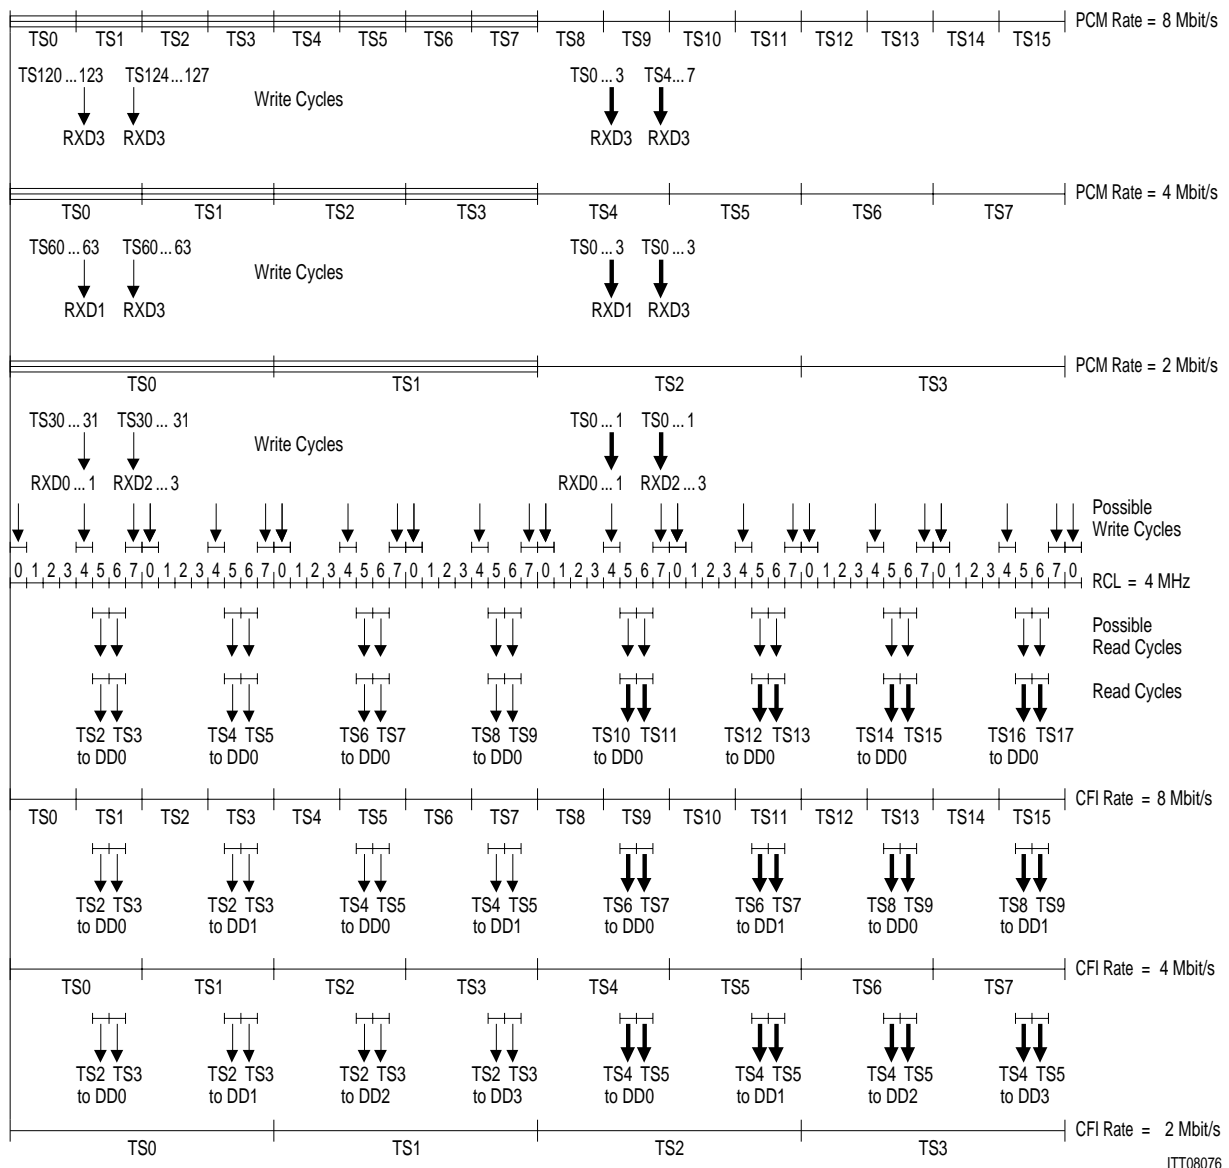 PCM Rate = 8 Mbit/s
TS0 TS1 TS2 TS3 TS4 TS5 TS6 TS7 TS8 TS9 TS10 TS11 TS12 TS13 TS14 TS15
TS120 ... 123 TS124 ... 127 TS0 ... 3 TS4 ... 7
Write Cycles
RXD3 RXD3 RXD3 RXD3
PCM Rate = 4 Mbit/s
TS0 TS1 TS2 TS3 TS4 TS5 TS6 TS7
TS60 ... 63 TS60 ... 63 TS0 ... 3 TS0 ... 3
Write Cycles
RXD1 RXD3 RXD1 RXD3
PCM Rate = 2 Mbit/s
TS0 TS1 TS2 TS3
TS30 ... 31 TS30 ... 31 TS0 ... 1 TS0 ... 1
Write Cycles
RXD0 ... 1 RXD2 ... 3 RXD0 ... 1 RXD2 ... 3
Possible
Write Cycles
0 1 2 3 4 5 6 7 0 1 2 3 4 5 6 7 0 1 2 3 4 5 6 7 0 1 2 3 4 5 6 7 0 1 2 3 4 5 6 7 0 1 2 3 4 5 6 7 0 1 2 3 4 5 6 7 0 1 2 3 4 5 6 7 0
RCL = 4 MHz
Possible
Read Cycles
Read Cycles
TS2 TS3 TS4 TS5 TS6 TS7 TS8 TS9 TS10 TS11 TS12 TS13 TS14 TS15 TS16 TS17
to DD0 to DD0 to DD0 to DD0 to DD0 to DD0 to DD0 to DD0
CFI Rate = 8 Mbit/s
TS0 TS1 TS2 TS3 TS4 TS5 TS6 TS7 TS8 TS9 TS10 TS11 TS12 TS13 TS14 TS15
TS2 TS3 TS2 TS3 TS4 TS5 TS4 TS5 TS6 TS7 TS6 TS7 TS8 TS9 TS8 TS9
to DD0 to DD1 to DD0 to DD1 to DD0 to DD1 to DD0 to DD1
CFI Rate = 4 Mbit/s
TS0 TS1 TS2 TS3 TS4 TS5 TS6 TS7
TS2 TS3 TS2 TS3 TS2 TS3 TS2 TS3 TS4 TS5 TS4 TS5 TS4 TS5 TS4 TS5
to DD0 to DD1 to DD2 to DD3 to DD0 to DD1 to DD2 to DD3
CFI Rate = 2 Mbit/s
TS0 TS1 TS2 TS3
ITT08076